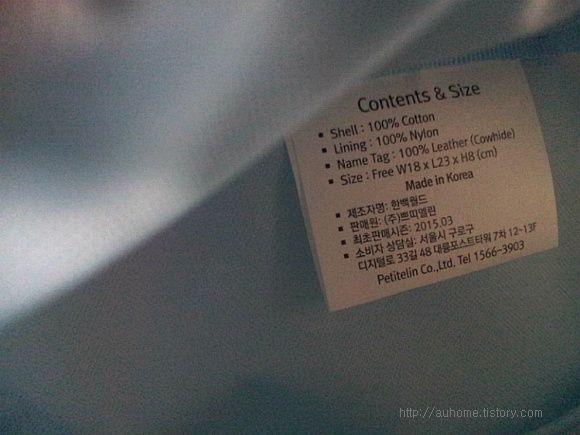 Contents & Size
▪ Shell : 100% Cotton
▪ Lining : 100% Nylon
▪ Name Tag : 100% Leather (Cowhide)
▪ Size : Free W18 x L23 x H8 (cm)
Made in Korea
▪ 제조자명: 한백월드
▪ 판매원: (주)쁘띠엘린
▪ 최초판매시즌: 2015.03
▪ 소비자 상담실: 서울시 구로구
디지털로 33길 48 대륭포스트타워 7차 12~13F
Petitelin Co.,Ltd. Tel 1566-3903
http://auhome.tistory.com